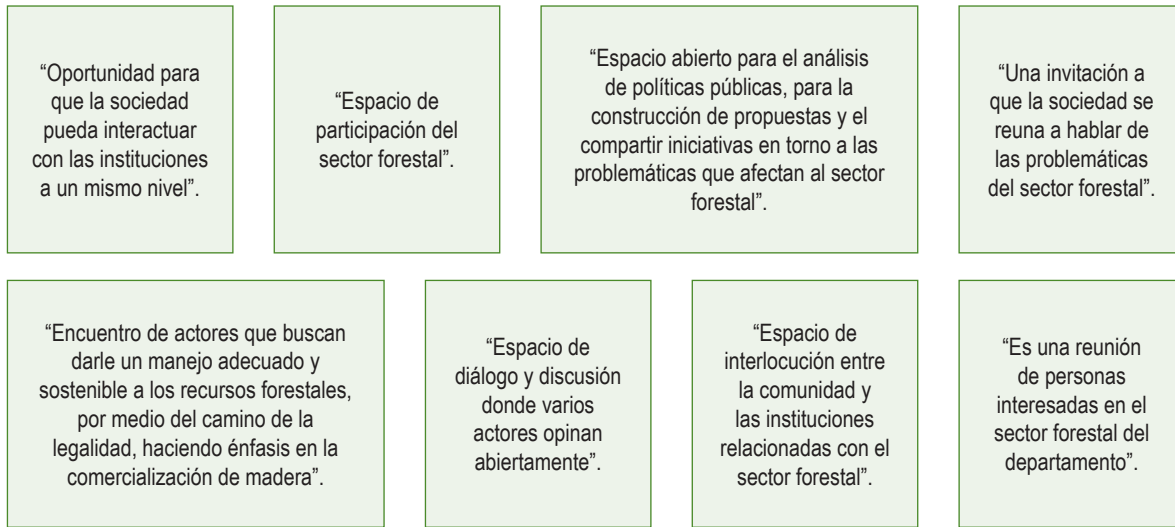 “Oportunidad para
que la sociedad
pueda interactuar
con las instituciones
a un mismo nivel”.
“Espacio de
participación del
sector forestal”.
“Espacio abierto para el análisis
de políticas públicas, para la
construcción de propuestas y el
compartir iniciativas en torno a las
problemáticas que afectan al sector
forestal”.
“Una invitación a
que la sociedad se
reuna a hablar de
las problemáticas
del sector forestal”.
“Encuentro de actores que buscan
darle un manejo adecuado y
sostenible a los recursos forestales,
por medio del camino de la
legalidad, haciendo énfasis en la
comercialización de madera”.
“Espacio de
diálogo y discusión
donde varios
actores opinan
abiertamente”.
“Espacio de
interlocución entre
la comunidad y
las instituciones
relacionadas con el
sector forestal”.
“Es una reunión
de personas
interesadas en el
sector forestal del
departamento”.